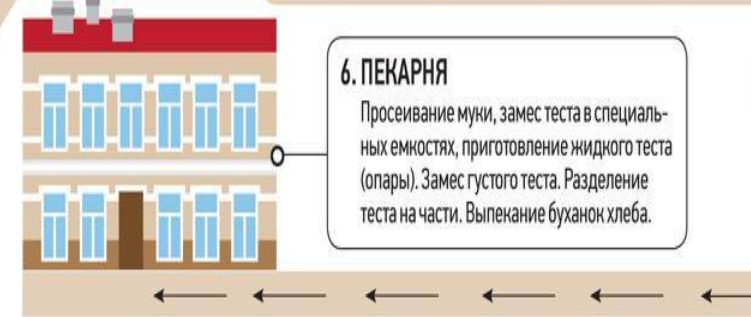 6. ПЕКАРНЯ
Просеивание муки, замес теста в специаль-
ных емкостях, приготовление жидкого теста
(опары). Замес густого теста. Разделение
теста на части. Выпекание буханок хлеба.